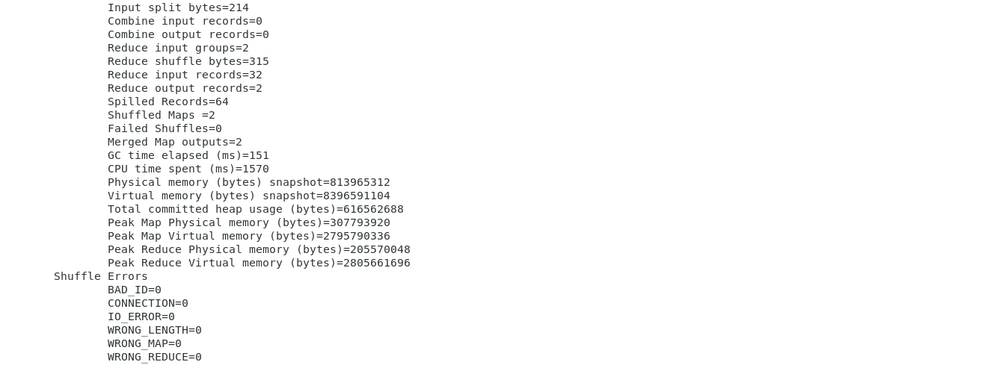 Input split bytes=214
Combine input records=0
Combine output records=0
Reduce input groups=2
Reduce shuffle bytes=315
Reduce input records=32
Reduce output records=2
Spilled Records=64
Shuffled Maps =2
Failed Shuffles=0
Merged Map outputs=2
GC time elapsed (ms)=151
CPU time spent (ms)=1570
Physical memory (bytes) snapshot=813965312
Virtual memory (bytes) snapshot=8396591104
Total committed heap usage (bytes)=616562688
Peak Map Physical memory (bytes)=307793920
Peak Map Virtual memory (bytes)=2795790336
Peak Reduce Physical memory (bytes)=205570048
Peak Reduce Virtual memory (bytes)=2805661696
Shuffle Errors
BAD_ID=0
CONNECTION=0
IO_ERROR=0
WRONG_LENGTH=0
WRONG_MAP=0
WRONG_REDUCE=0